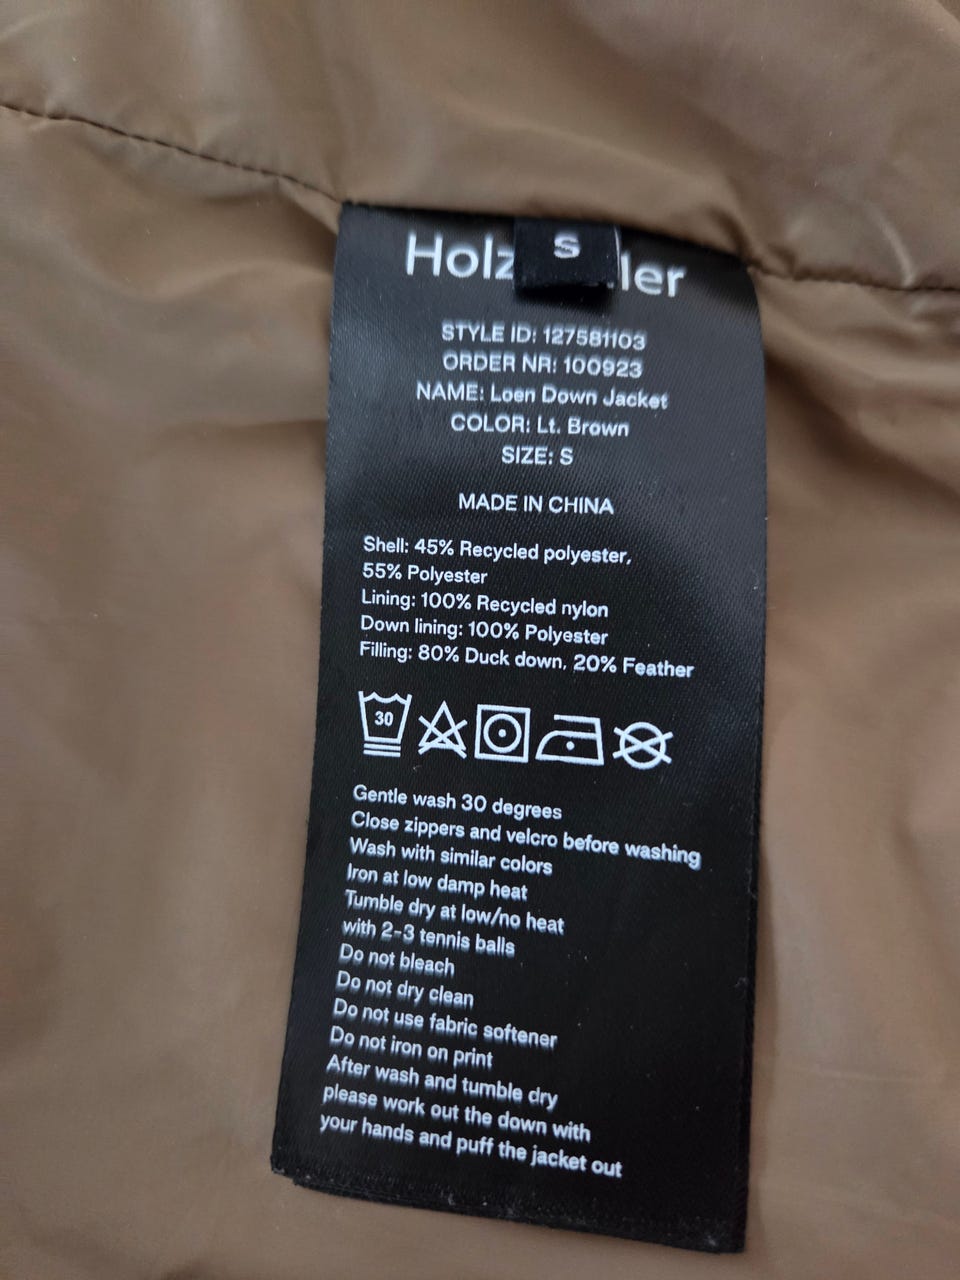 S
STYLE ID: 127581103
ORDER NR: 100923
NAME: Loen Down Jacket
COLOR: Lt. Brown
SIZE: S
MADE IN CHINA
Shell: 45% Recycled polyester,
55% Polyester
Lining: 100% Recycled nylon
Down lining: 100% Polyester
Filling: 80% Duck down, 20% Feather
30
Gentle wash 30 degrees
Close zippers and velcro before washing
Wash with similar colors
Iron at low damp heat
Tumble dry at low/no heat
with 2-3 tennis balls
Do not bleach
Do not dry clean
Do not use fabric softener
Do not iron on print
After wash and tumble dry
please work out the down with
your hands and puff the jacket out